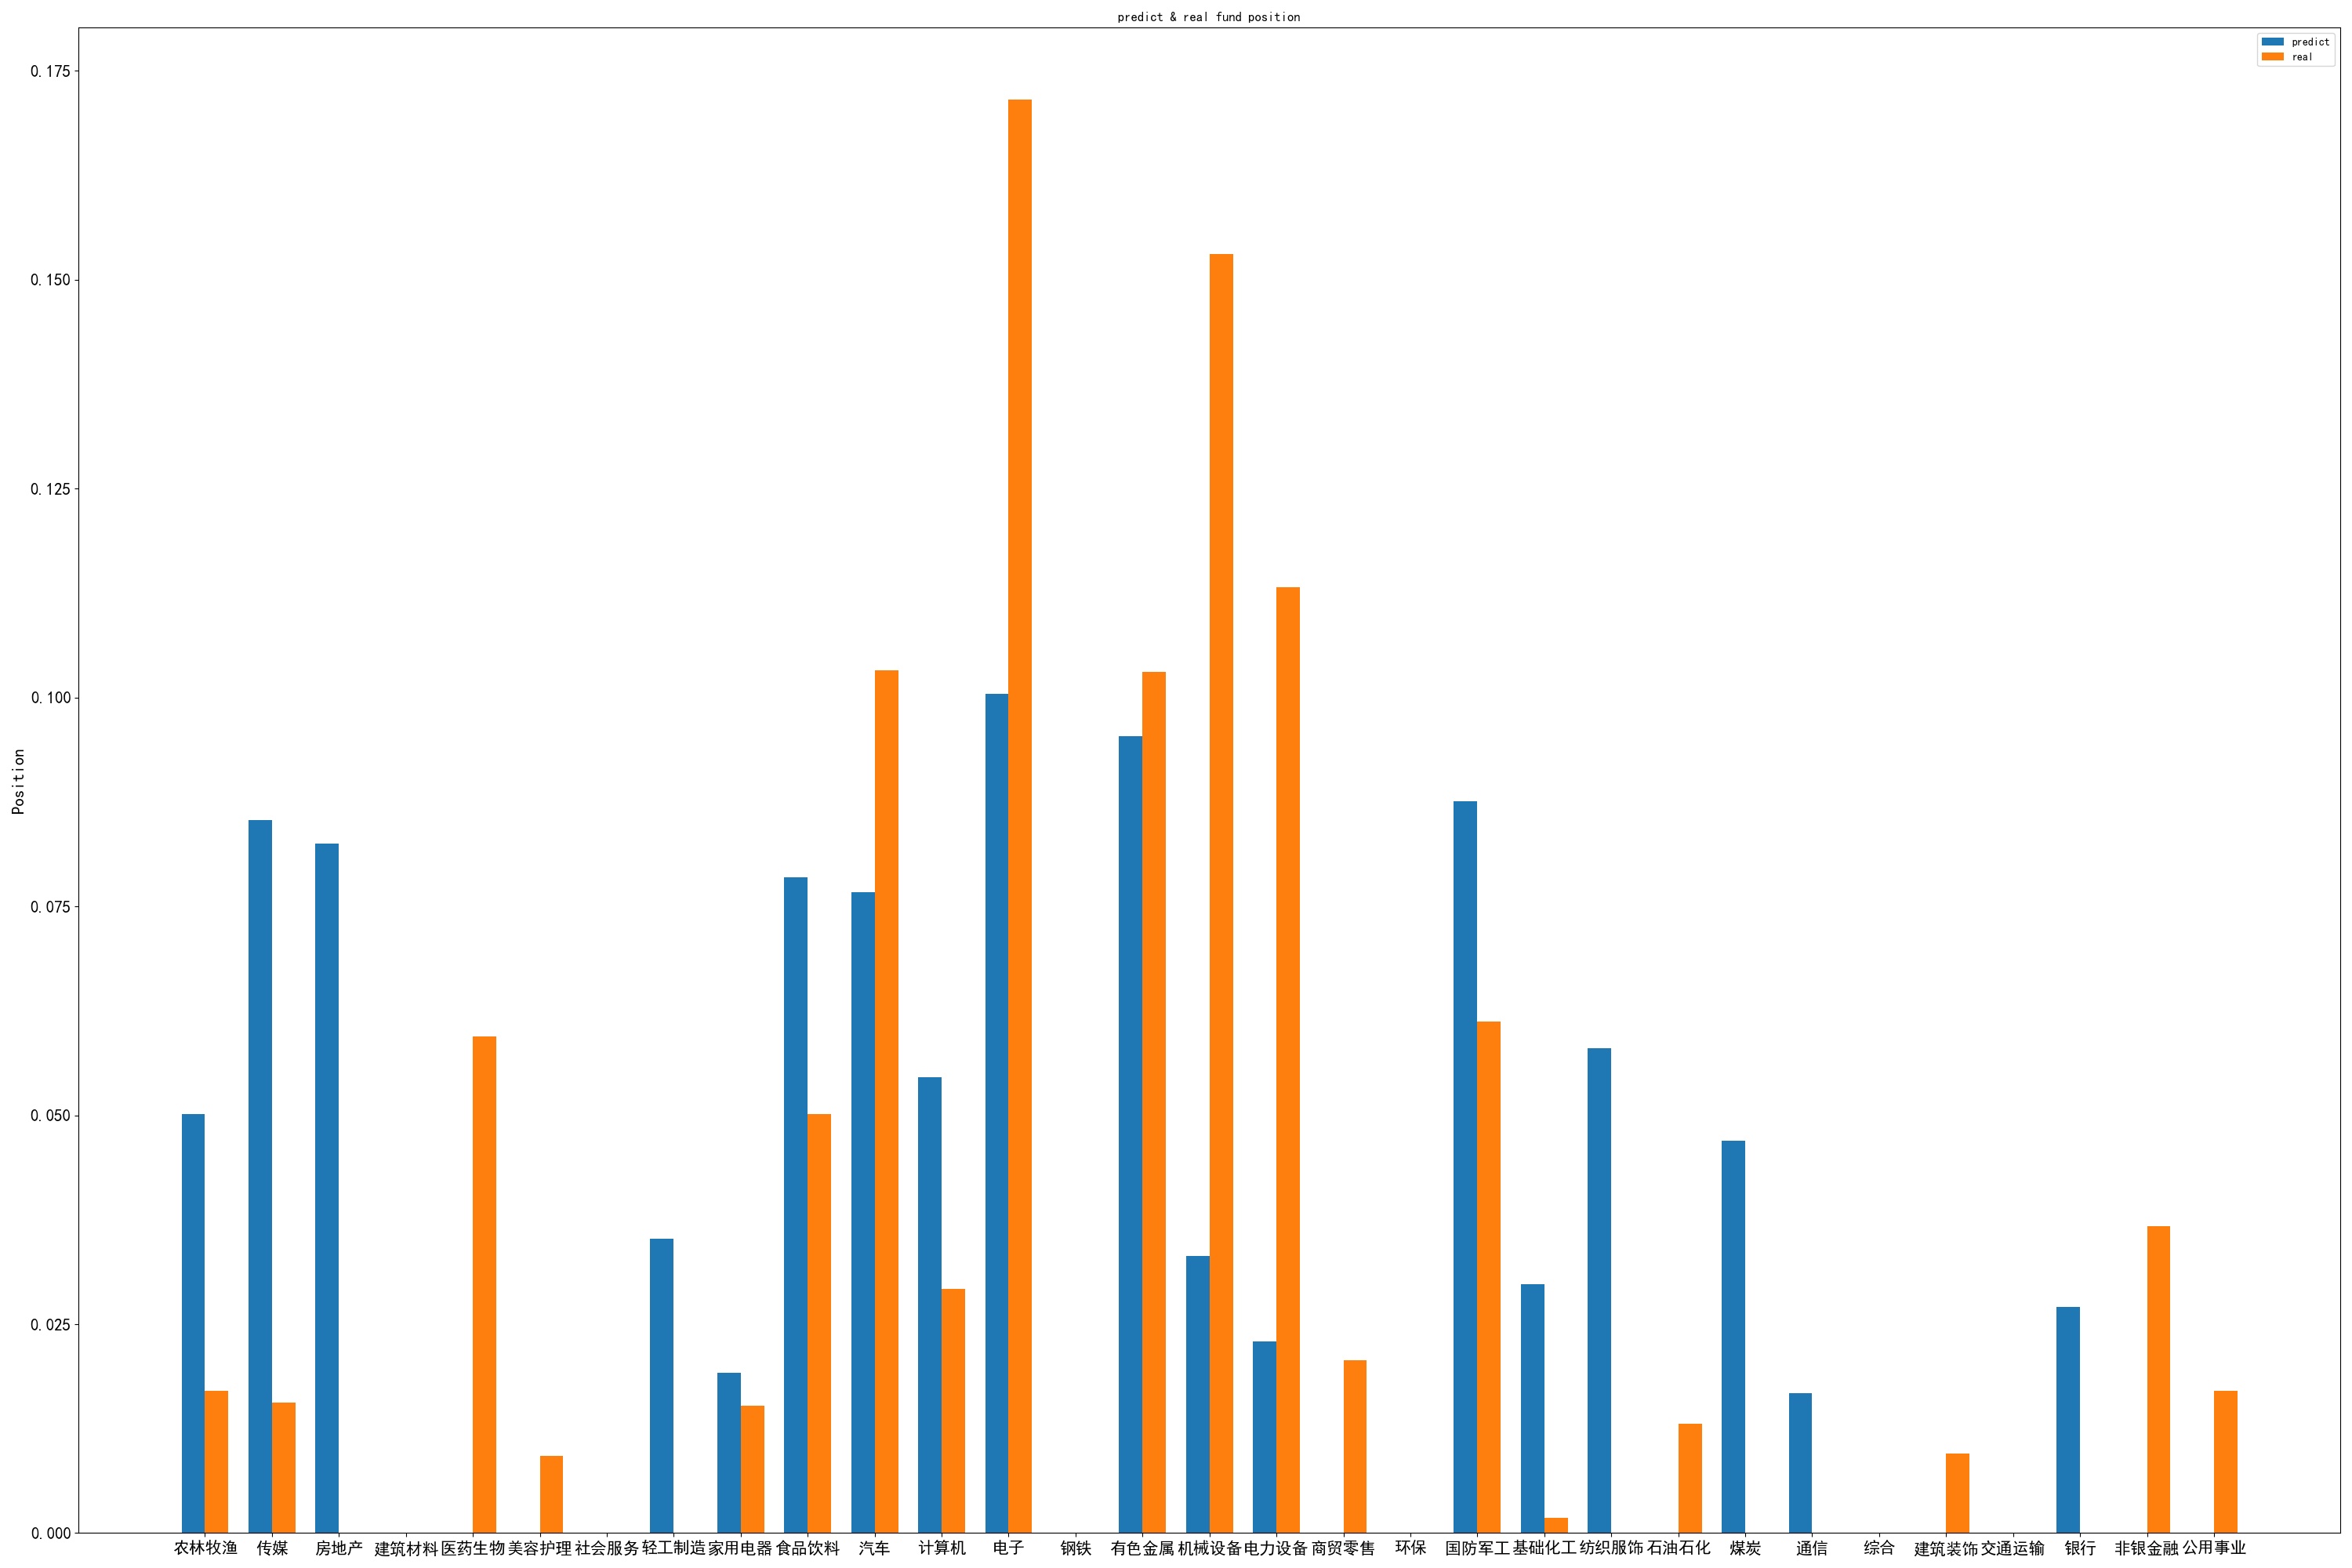 predict & real fund position
predict
real
Position
0.175
0.150
0.125
0.100
0.075
0.050
0.025
0.000
农林牧渔 传媒 房地产 建筑材料 医药生物 美容护理 社会服务 轻工制造 家用电器 食品饮料 汽车 计算机 电子 钢铁 有色金属 机械设备 电力设备 商贸零售 环保 国防军工 基础化工 纺织服饰 石油石化 煤炭 通信 综合 建筑装饰 交通运输 银行 非银金融 公用事业